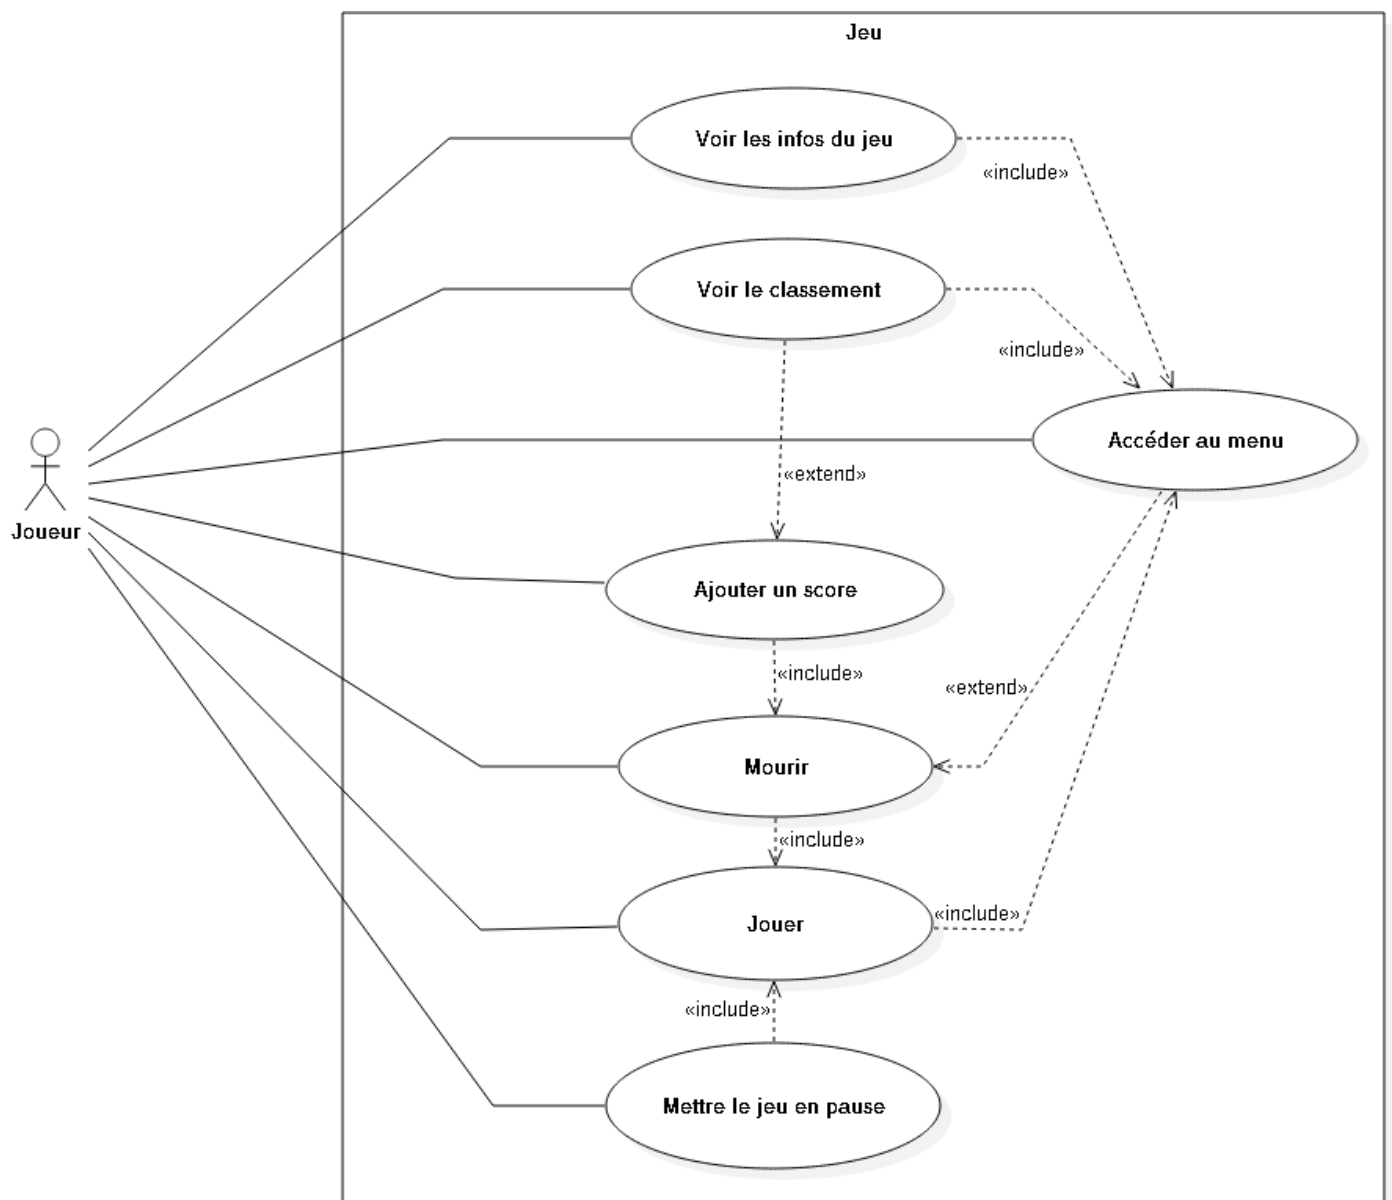 Jeu
Voir les infos du jeu
«include»
Voir le classement
«include»
Accéder au menu
«extend»
Joueur
Ajouter un score
«include»
«extend»
Mourir
«include»
Jouer
«include»
«include»
Mettre le jeu en pause